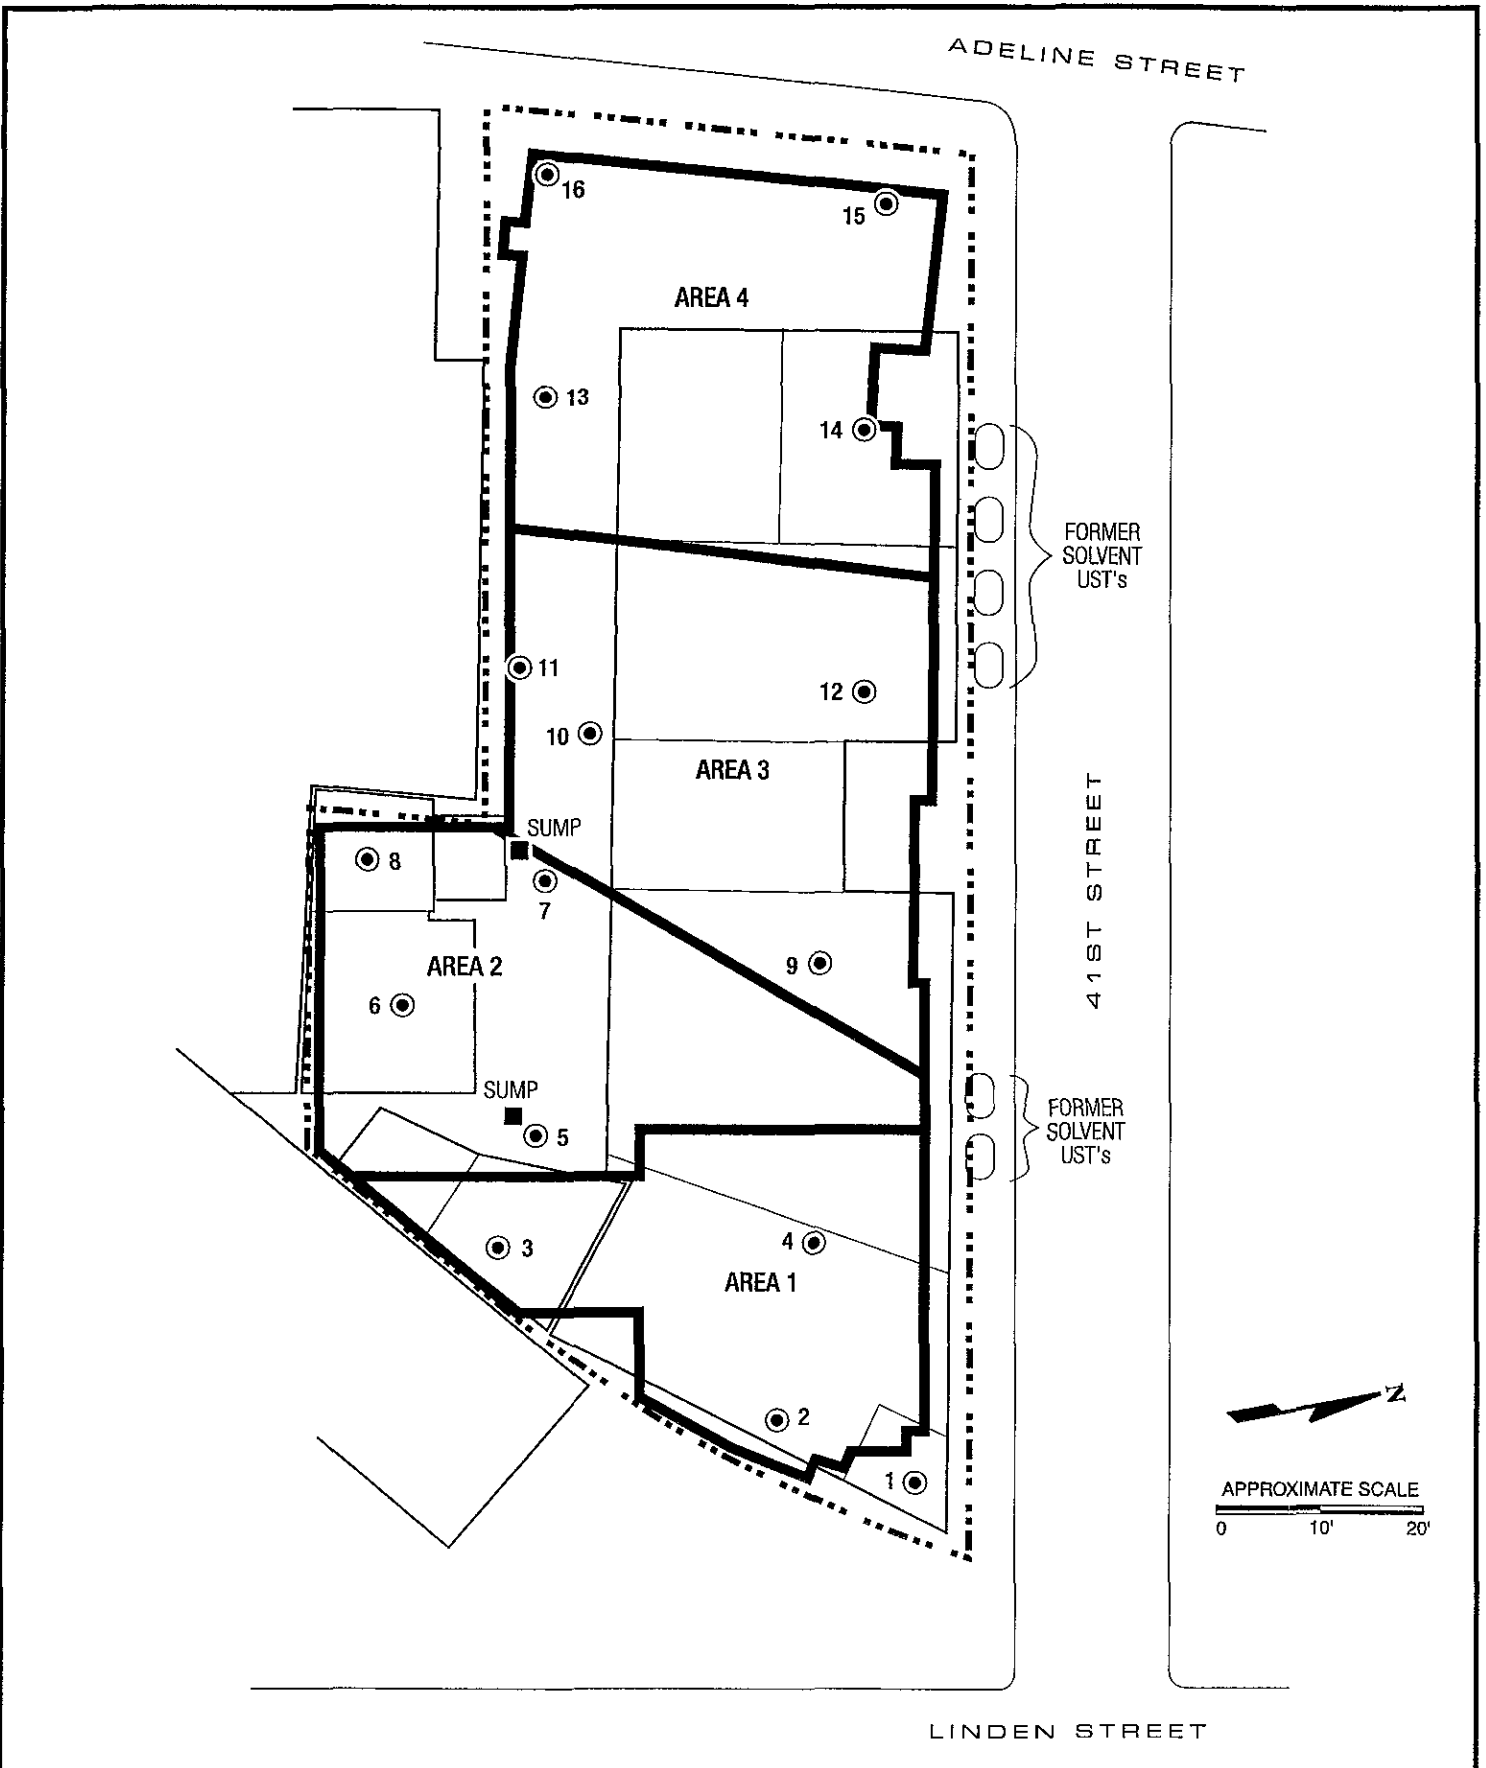 ADELINE STREET
16
15
AREA 4
13
14
FORMER
SOLVENT
UST's
11
12
10
AREA 3
41ST STREET
SUMP
8
7
9
AREA 2
6
SUMP
5
FORMER
SOLVENT
UST's
3
4
AREA 1
2
1
N
APPROXIMATE SCALE
0 10' 20'
LINDEN STREET